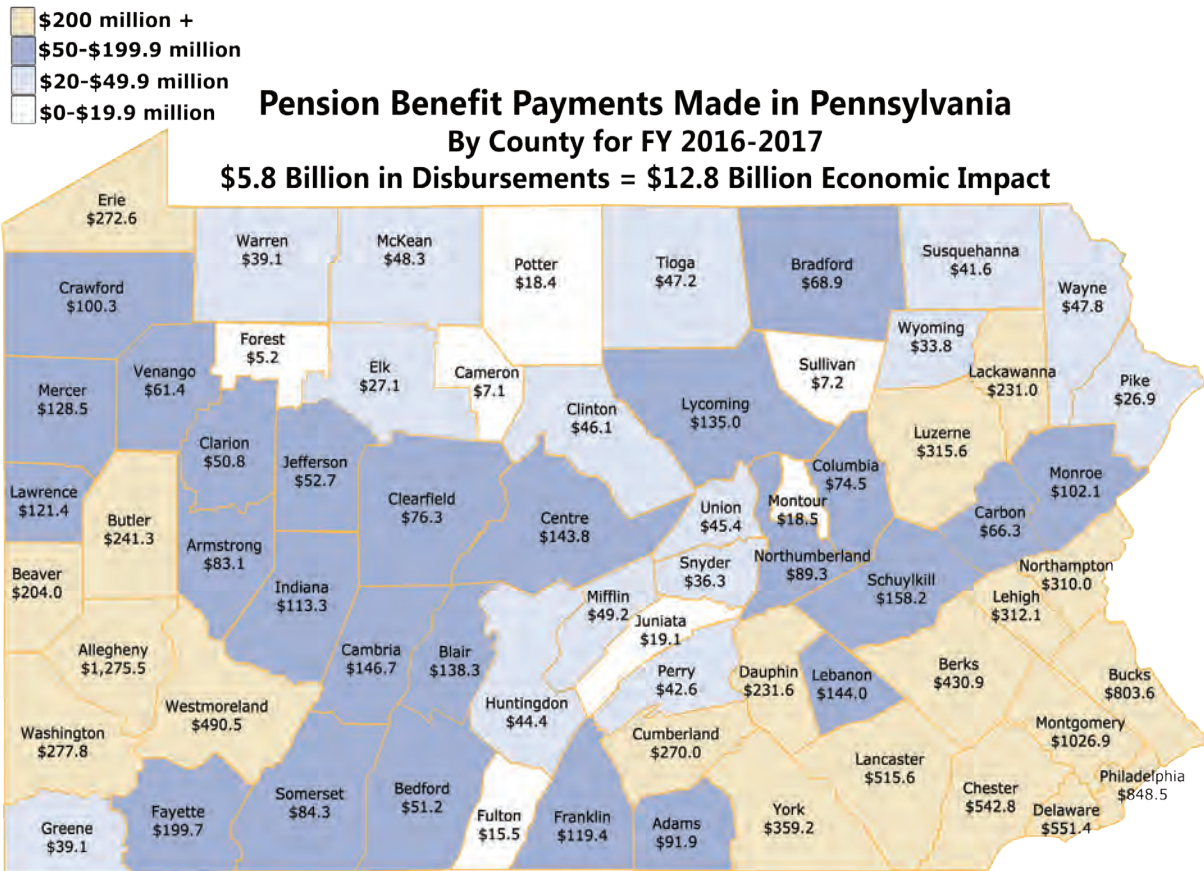 $200 million +
$50-$199.9 million
$20-$49.9 million
$0-$19.9 million
Pension Benefit Payments Made in Pennsylvania
By County for FY 2016-2017
$5.8 Billion in Disbursements = $12.8 Billion Economic Impact
Erie
$272.6
Warren
$39.1
McKean
$48.3
Potter
$18.4
Tioga
$47.2
Bradford
$68.9
Susquehanna
$41.6
Wayne
$47.8
Crawford
$100.3
Forest
$5.2
Venango
$61.4
Elk
$27.1
Cameron
$7.1
Sullivan
$7.2
Wyoming
$33.8
Lackawanna
$231.0
Pike
$26.9
Mercer
$128.5
Clinton
$46.1
Lycoming
$135.0
Luzerne
$315.6
Clarion
$50.8
Jefferson
$52.7
Clearfield
$76.3
Columbia
$74.5
Monroe
$102.1
Lawrence
$121.4
Butler
$241.3
Centre
$143.8
Union
$45.4
Montour
$18.5
Carbon
$66.3
Armstrong
$83.1
Snyder
$36.3
Northumberland
$89.3
Northampton
$310.0
Beaver
$204.0
Indiana
$113.3
Mifflin
$49.2
Schuylkill
$158.2
Lehigh
$312.1
Juniata
$19.1
Allegheny
$1,275.5
Cambria
$146.7
Blair
$138.3
Perry
$42.6
Dauphin
$231.6
Lebanon
$144.0
Berks
$430.9
Bucks
$803.6
Westmoreland
$490.5
Huntingdon
$44.4
Washington
$277.8
Cumberland
$270.0
Montgomery
$1026.9
Lancaster
$515.6
Philadelphia
$848.5
Chester
$542.8
Somerset
$84.3
Bedford
$51.2
Fayette
$199.7
Fulton
$15.5
Franklin
$119.4
Adams
$91.9
York
$359.2
Delaware
$551.4
Greene
$39.1